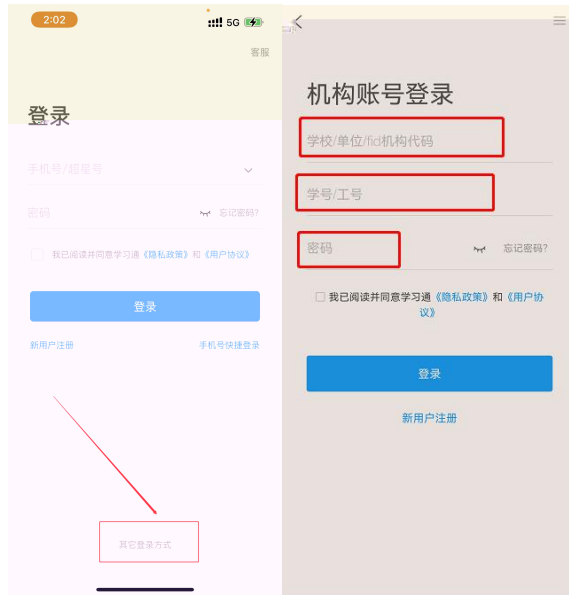 2:02
5G
客服
登录
手机号/超星号
密码
忘记密码?
我已阅读并同意学习通《隐私政策》和《用户协议》
登录
新用户注册
手机号快捷登录
其它登录方式
机构账号登录
学校/单位/fid机构代码
学号/工号
密码
忘记密码?
我已阅读并同意学习通《隐私政策》和《用户协
议》
登录
新用户注册